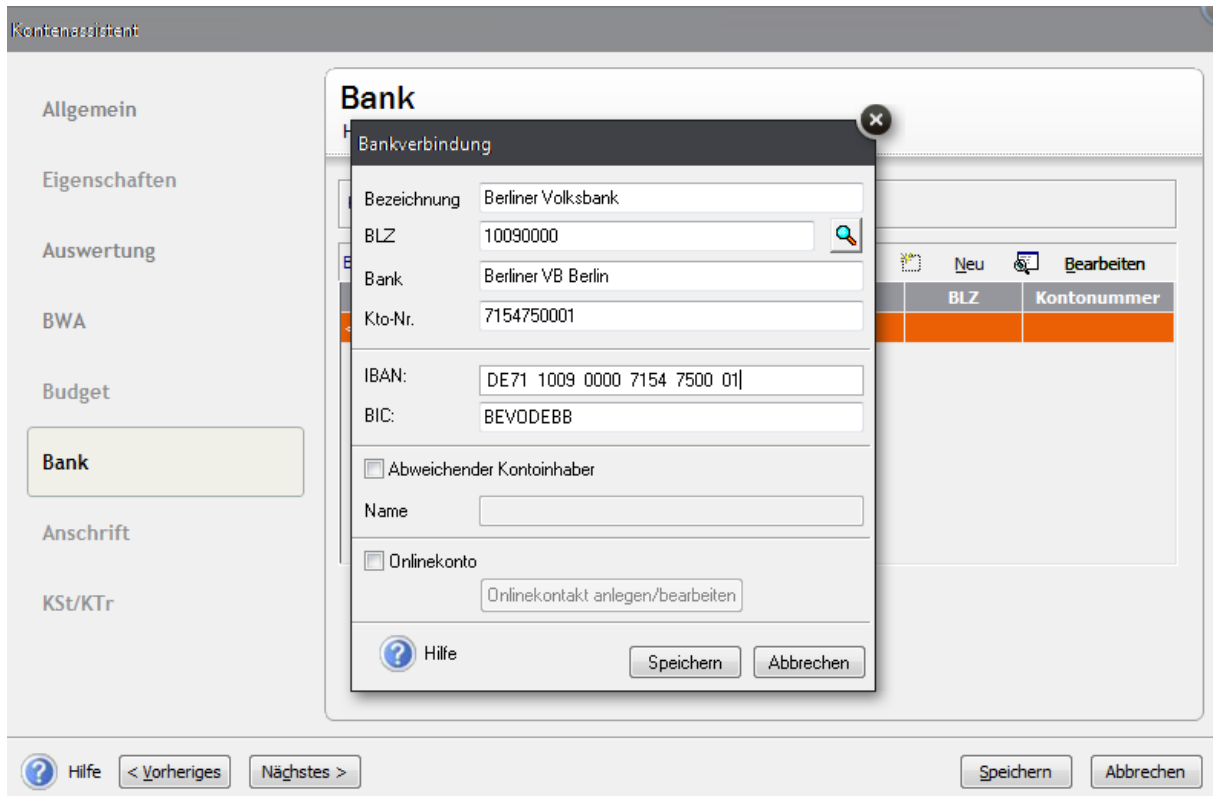 Kontenassistent
Allgemein
Eigenschaften
Auswertung
BWA
Budget
Bank
Anschrift
KSt/KTr
Bank
H
Bankverbindung
Bezeichnung Berliner Volksbank
BLZ 10090000
Bank Berliner VB Berlin
Kto-Nr. 7154750001
IBAN: DE71 1009 0000 7154 7500 01
BIC: BEVODEBB
Abweichender Kontoinhaber
Name
Onlinekonto
Onlinekontakt anlegen/bearbeiten
Hilfe Speichern Abbrechen
Neu Bearbeiten
BLZ Kontonummer
Hilfe < Vorheriges Nächstes > Speichern Abbrechen